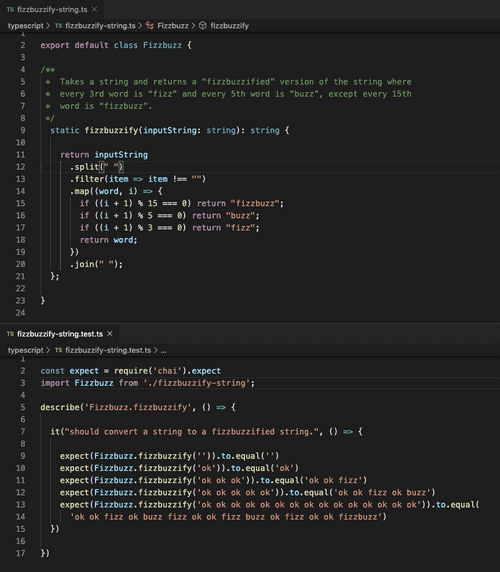 TS fizzbuzzify-string.ts ×
typescript > TS fizzbuzzify-string.ts > Fizzbuzz > fizzbuzzify
1
2 export default class Fizzbuzz {
3
4 /**
5 * Takes a string and returns a “fizzbuzzified” version of the string where
6 * every 3rd word is “fizz” and every 5th word is “buzz”, except every 15th
7 * word is “fizzbuzz”.
8 */
9 static fizzbuzzify(inputString: string): string {
10
11 return inputString
12 .split(" ")
13 .filter(item => item !== "")
14 .map((word, i) => {
15 if ((i + 1) % 15 === 0) return "fizzbuzz";
16 if ((i + 1) % 5 === 0) return "buzz";
17 if ((i + 1) % 3 === 0) return "fizz";
18 return word;
19 })
20 .join(" ");
21 };
22
23 }
24
TS fizzbuzzify-string.test.ts ×
typescript > TS fizzbuzzify-string.test.ts > ...
1
2 const expect = require('chai').expect
3 import Fizzbuzz from './fizzbuzzify-string';
4
5 describe('Fizzbuzz.fizzbuzzify', () => {
6
7 it("should convert a string to a fizzbuzzified string.", () => {
8
9 expect(Fizzbuzz.fizzbuzzify('')).to.equal('')
10 expect(Fizzbuzz.fizzbuzzify('ok')).to.equal('ok')
11 expect(Fizzbuzz.fizzbuzzify('ok ok ok')).to.equal('ok ok fizz')
12 expect(Fizzbuzz.fizzbuzzify('ok ok ok ok ok')).to.equal('ok ok fizz ok buzz')
13 expect(Fizzbuzz.fizzbuzzify('ok ok ok ok ok ok ok ok ok ok ok ok ok ok ok')).to.equal(
14 'ok ok fizz ok buzz fizz ok ok fizz buzz ok fizz ok ok fizzbuzz')
15 })
16
17 })